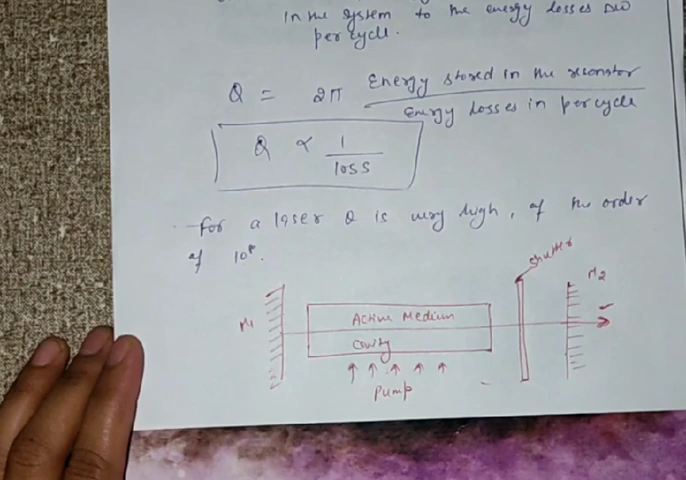 in the system to the energy losses
per cycle.
Q = 2π Energy stored in the resonator
Energy losses in per cycle
Q ∝ 1
loss
For a laser Q is very high, of the order
of 10⁸.
Shutter
M₂
M
Active Medium
Cavity
Pump